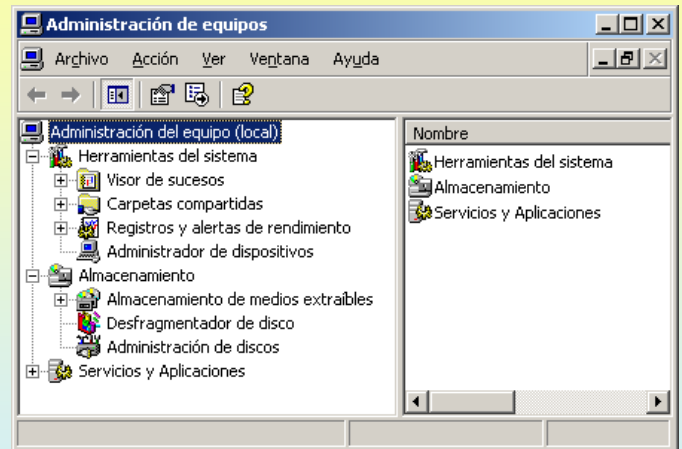 Administración de equipos
Archivo Acción Ver Ventana Ayuda
Administración del equipo (local)
Herramientas del sistema
Visor de sucesos
Carpetas compartidas
Registros y alertas de rendimiento
Administrador de dispositivos
Almacenamiento
Almacenamiento de medios extraíbles
Desfragmentador de disco
Administración de discos
Servicios y Aplicaciones
Nombre
Herramientas del sistema
Almacenamiento
Servicios y Aplicaciones